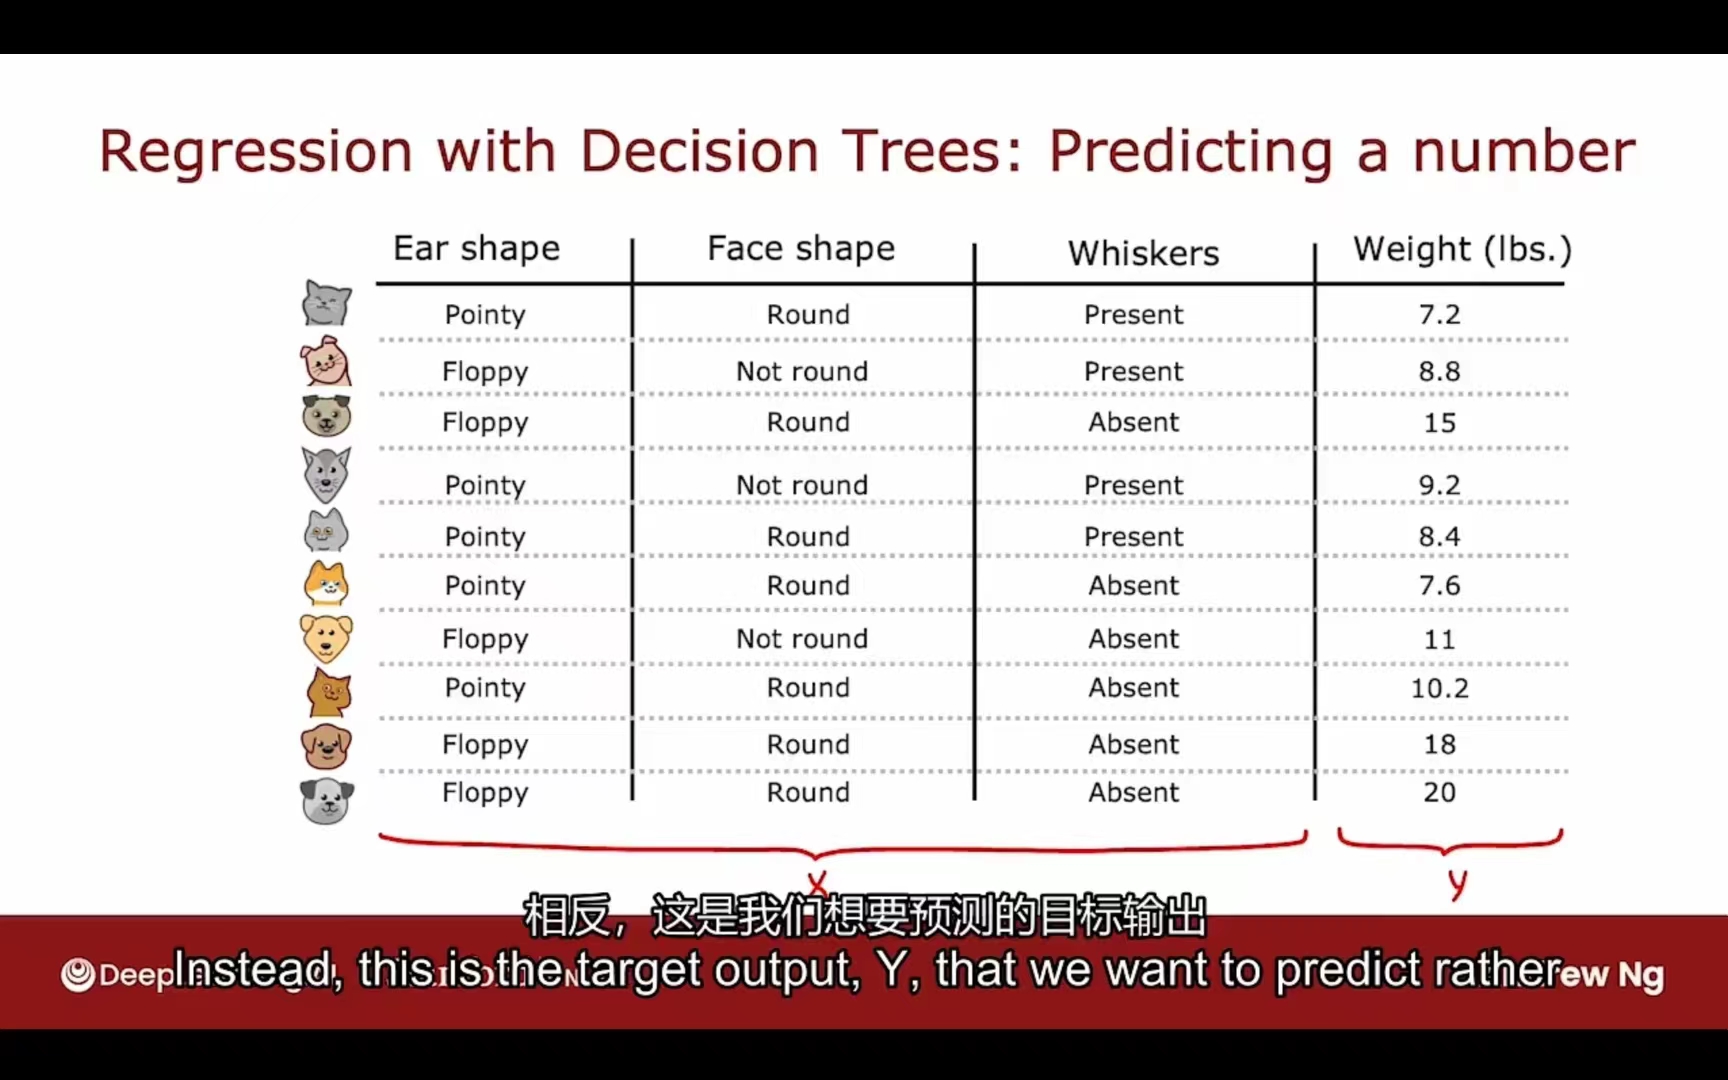 Regression with Decision Trees: Predicting a number
Ear shape Face shape Whiskers Weight (lbs.)
Pointy Round Present 7.2
Floppy Not round Present 8.8
Floppy Round Absent 15
Pointy Not round Present 9.2
Pointy Round Present 8.4
Pointy Round Absent 7.6
Floppy Not round Absent 11
Pointy Round Absent 10.2
Floppy Round Absent 18
Floppy Round Absent 20
X y
相反，这是我们想要预测的目标输出
Instead, this is the target output, Y, that we want to predict rather
Deep
ew Ng